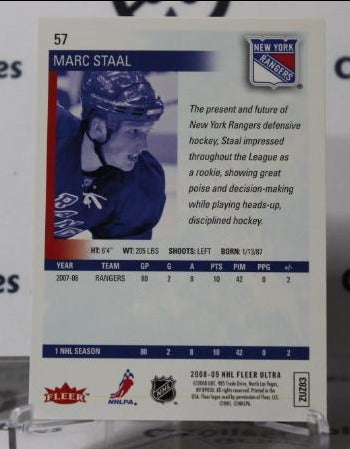 57
MARC STAAL
NEW YORK
RANGERS
The present and future of
New York Rangers defensive
hockey, Staal impressed
throughout the League as
a rookie, showing great
poise and decision-making
while playing heads-up,
disciplined hockey.
HT: 6'4" WT: 205 LBS SHOOTS: LEFT BORN: 1/13/87
YEAR TEAM GP G A PTS PIM PPG +/-
2007-08 RANGERS 80 2 8 10 42 0 2
1 NHL SEASON 80 2 8 10 42 0 2
2008-09 NHL FLEER ULTRA
FLEER
NHLPA
NHL
ZU283